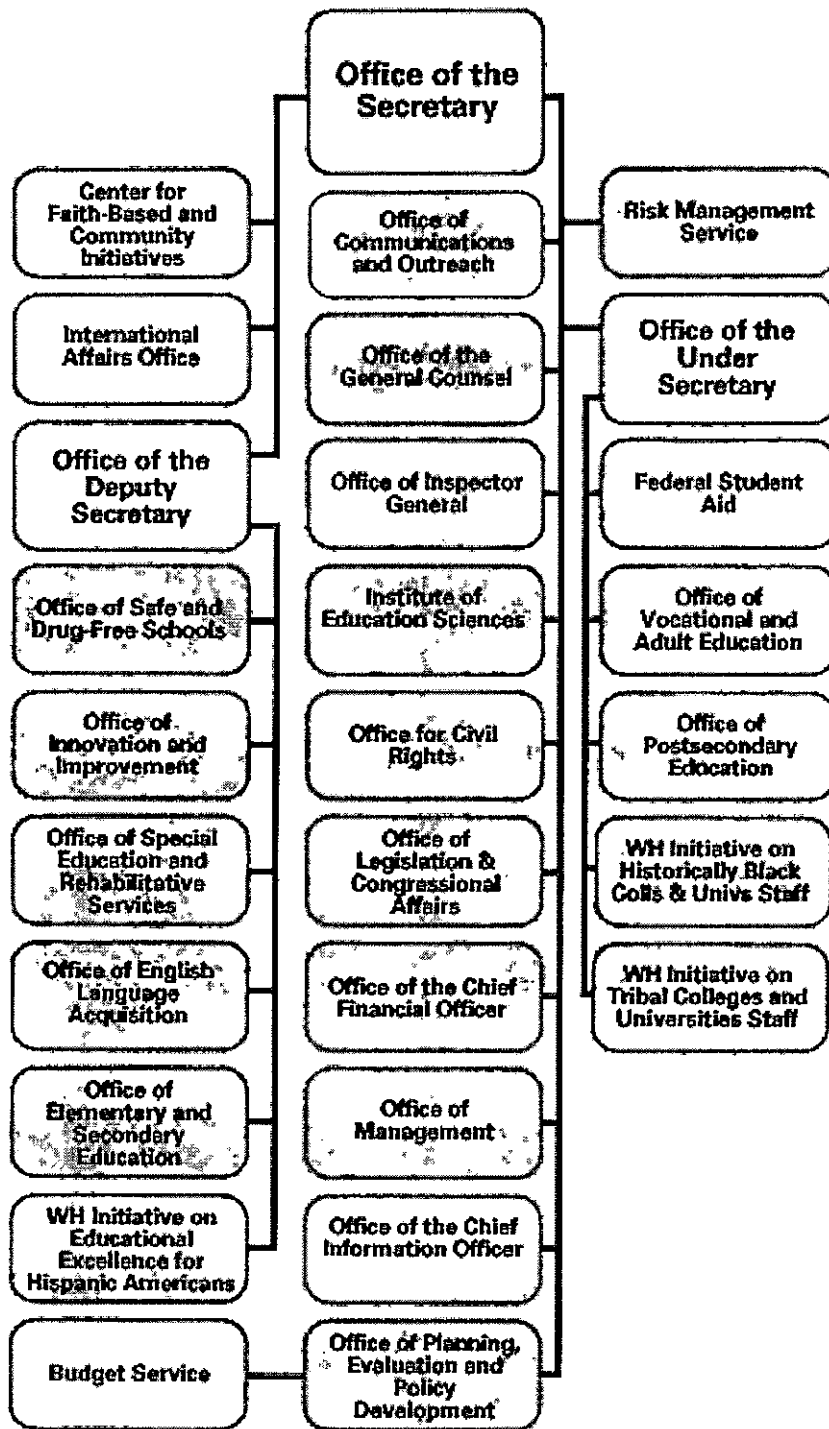 Office of the
Secretary
Center for
Faith-Based and
Community
Initiatives
International
Affairs Office
Office of the
Deputy
Secretary
Office of Safe and
Drug-Free Schools
Office of
Innovation and
Improvement
Office of Special
Education and
Rehabilitative
Services
Office of English
Language
Acquisition
Office of
Elementary and
Secondary
Education
WH Initiative on
Educational
Excellence for
Hispanic Americans
Budget Service
Office of
Communications
and Outreach
Office of the
General Counsel
Office of Inspector
General
Institute of
Education Sciences
Office for Civil
Rights
Office of
Legislation &
Congressional
Affairs
Office of the Chief
Financial Officer
Office of
Management
Office of the Chief
Information Officer
Office of Planning,
Evaluation and
Policy
Development
Risk Management
Service
Office of the
Under
Secretary
Federal Student
Aid
Office of
Vocational and
Adult Education
Office of
Postsecondary
Education
WH Initiative on
Historically Black
Colls & Univs Staff
WH Initiative on
Tribal Colleges and
Universities Staff